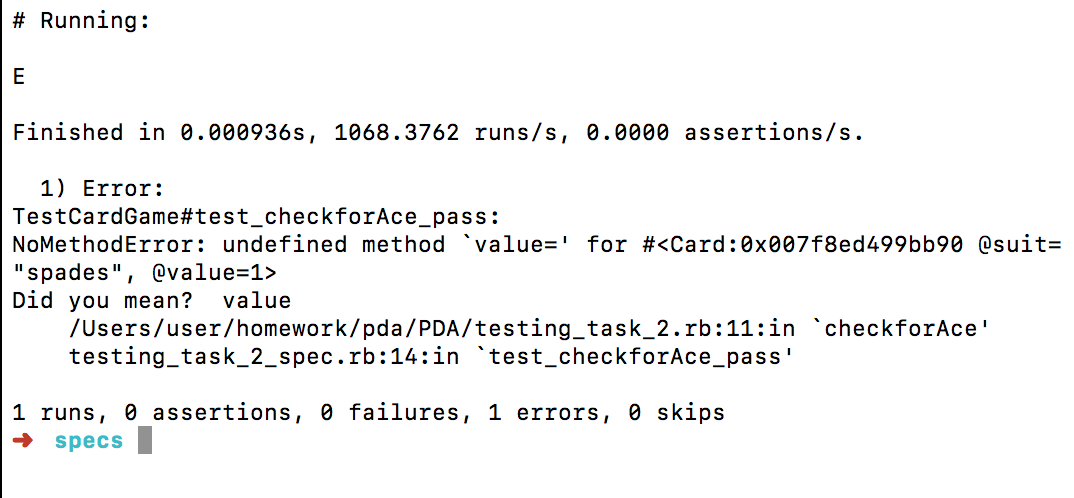 # Running:
E
Finished in 0.000936s, 1068.3762 runs/s, 0.0000 assertions/s.
1) Error:
TestCardGame#test_checkforAce_pass:
NoMethodError: undefined method `value=' for #<Card:0x007f8ed499bb90 @suit=
"spades", @value=1>
Did you mean?  value
/Users/user/homework/pda/PDA/testing_task_2.rb:11:in `checkforAce'
testing_task_2_spec.rb:14:in `test_checkforAce_pass'
1 runs, 0 assertions, 0 failures, 1 errors, 0 skips
➜ specs